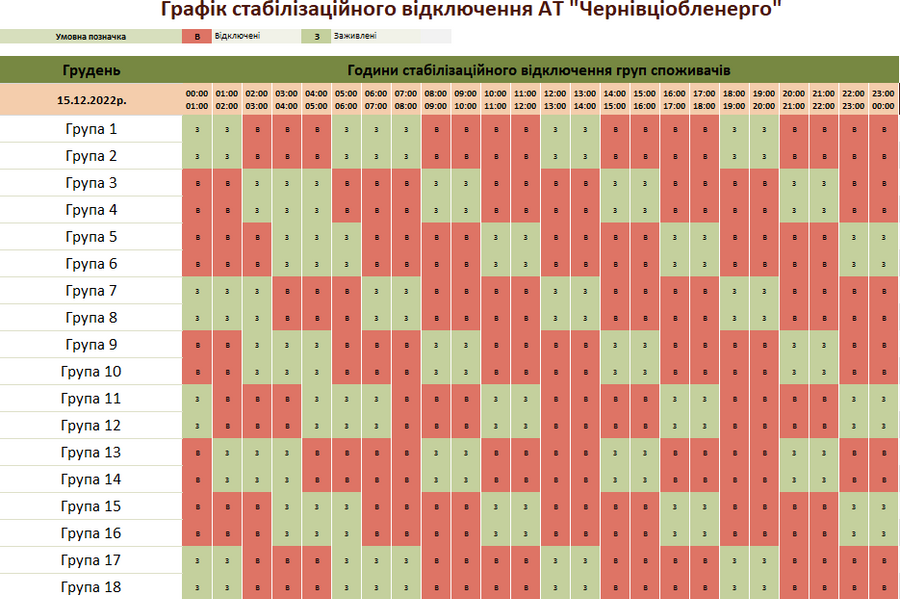 Графік стабілізаційного відключення АТ "Чернівціобленерго"
Умовна позначка В Відключені З Заживлені
Грудень Години стабілізаційного відключення груп споживачів
15.12.2022р. 00:00 01:00 02:00 03:00 04:00 05:00 06:00 07:00 08:00 09:00 10:00 11:00 12:00 13:00 14:00 15:00 16:00 17:00 18:00 19:00 20:00 21:00 22:00 23:00
01:00 02:00 03:00 04:00 05:00 06:00 07:00 08:00 09:00 10:00 11:00 12:00 13:00 14:00 15:00 16:00 17:00 18:00 19:00 20:00 21:00 22:00 23:00 00:00
Група 1 З З В В В З З З В В В В З З В В В В З З В В В В
Група 2 З З В В В З З З В В В В З З В В В В З З В В В В
Група 3 В В З З З В В В З З В В В В З З В В В В З З В В
Група 4 В В З З З В В В З З В В В В З З В В В В З З В В
Група 5 В В В З З З В В В В З З В В В В З З В В В В З З
Група 6 В В В З З З В В В В З З В В В В З З В В В В З З
Група 7 З З З В В В З З В В В В З З В В В В З З В В В В
Група 8 З З З В В В З З В В В В З З В В В В З З В В В В
Група 9 В В З З З В В В З З В В В В З З В В В В З З В В
Група 10 В В З З З В В В З З В В В В З З В В В В З З В В
Група 11 З В В В З З З В В В З З В В В В З З В В В В З З
Група 12 З В В В З З З В В В З З В В В В З З В В В В З З
Група 13 В З З З В В В В З З В В В В З З В В В В З З В В
Група 14 В З З З В В В В З З В В В В З З В В В В З З В В
Група 15 В В В З З З В В В В З З В В В В З З В В В В З З
Група 16 В В В З З З В В В В З З В В В В З З В В В В З З
Група 17 З З В В В З З З В В В В З З В В В В З З В В В В
Група 18 З З В В В З З З В В В В З З В В В В З З В В В В